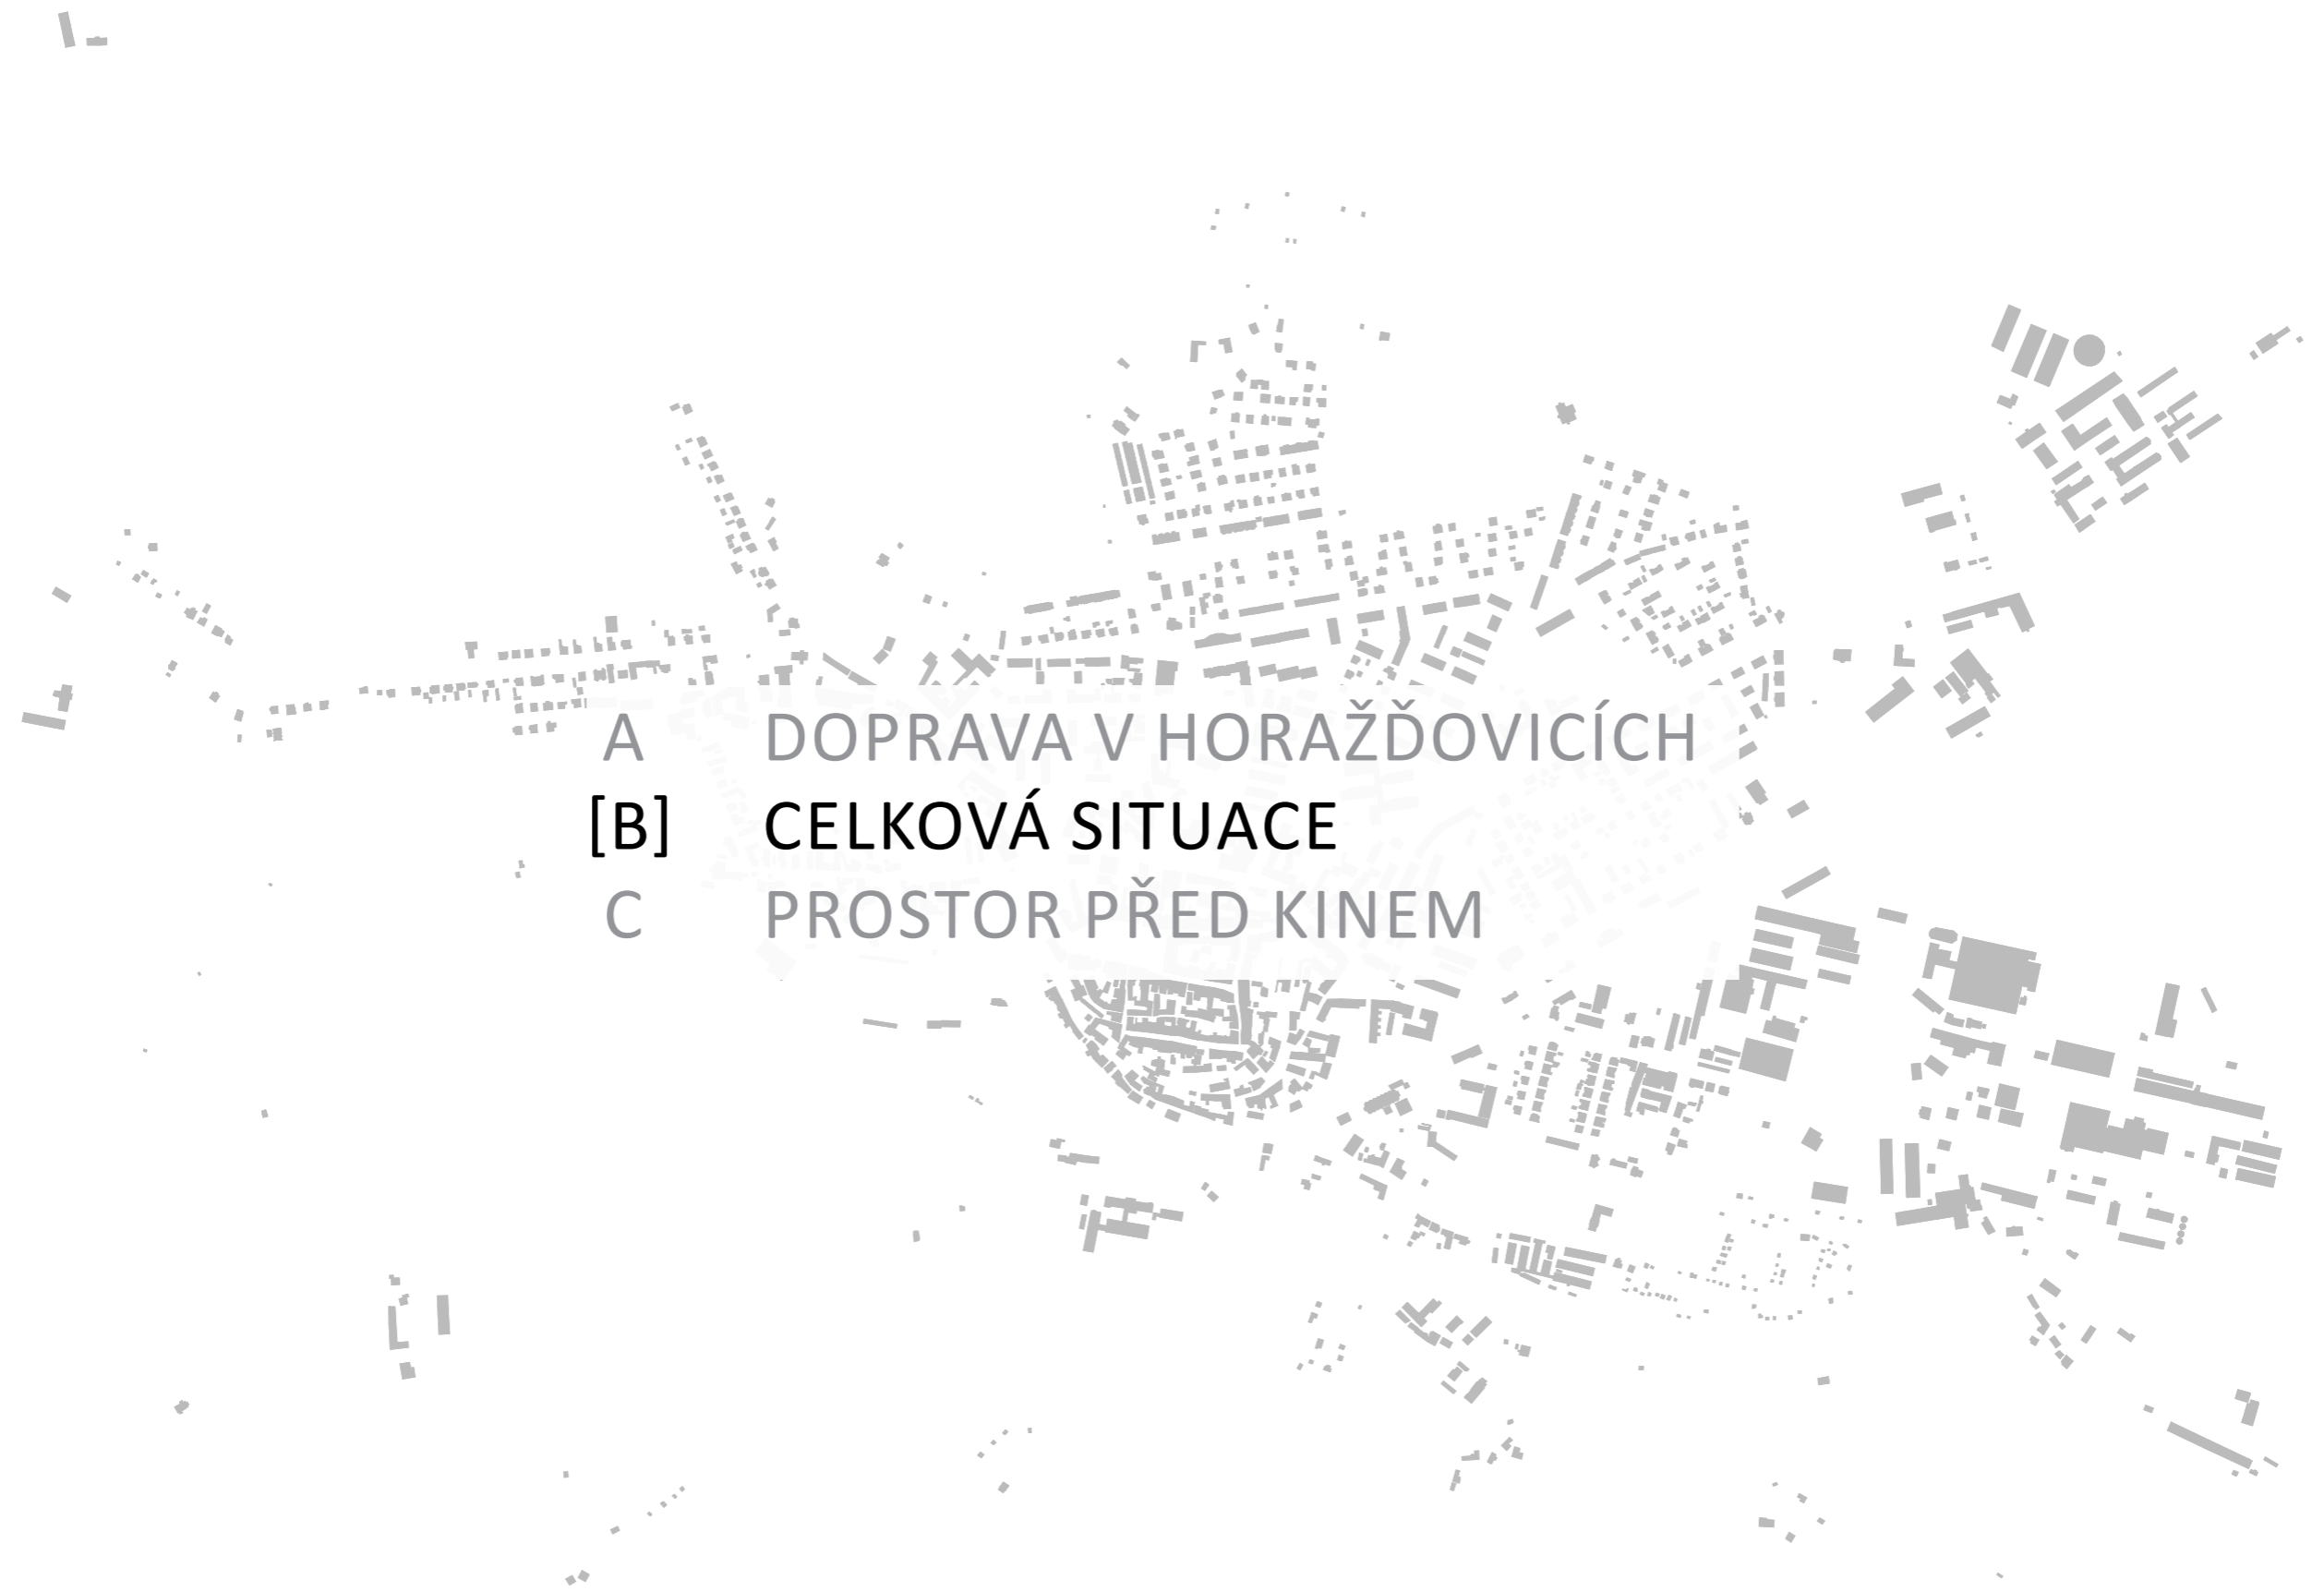 A DOPRAVA V HORAŽĎOVICÍCH
[B] CELKOVÁ SITUACE
C PROSTOR PŘED KINEM